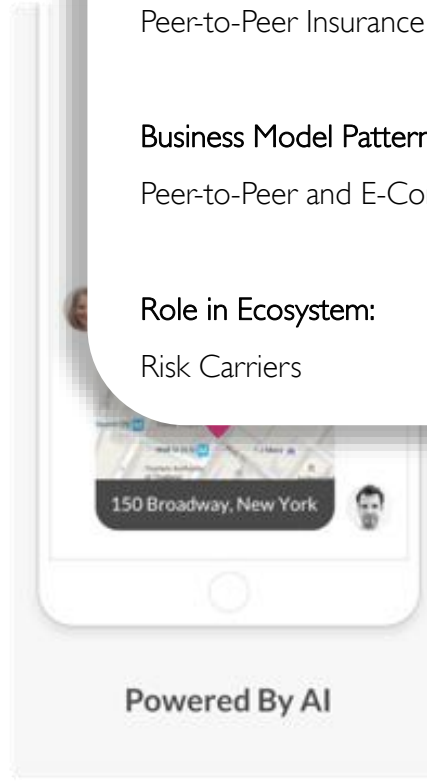 Peer-to-Peer Insurance
Business Model Pattern
Peer-to-Peer and E-Co
Role in Ecosystem:
Risk Carriers
150 Broadway, New York
Powered By AI